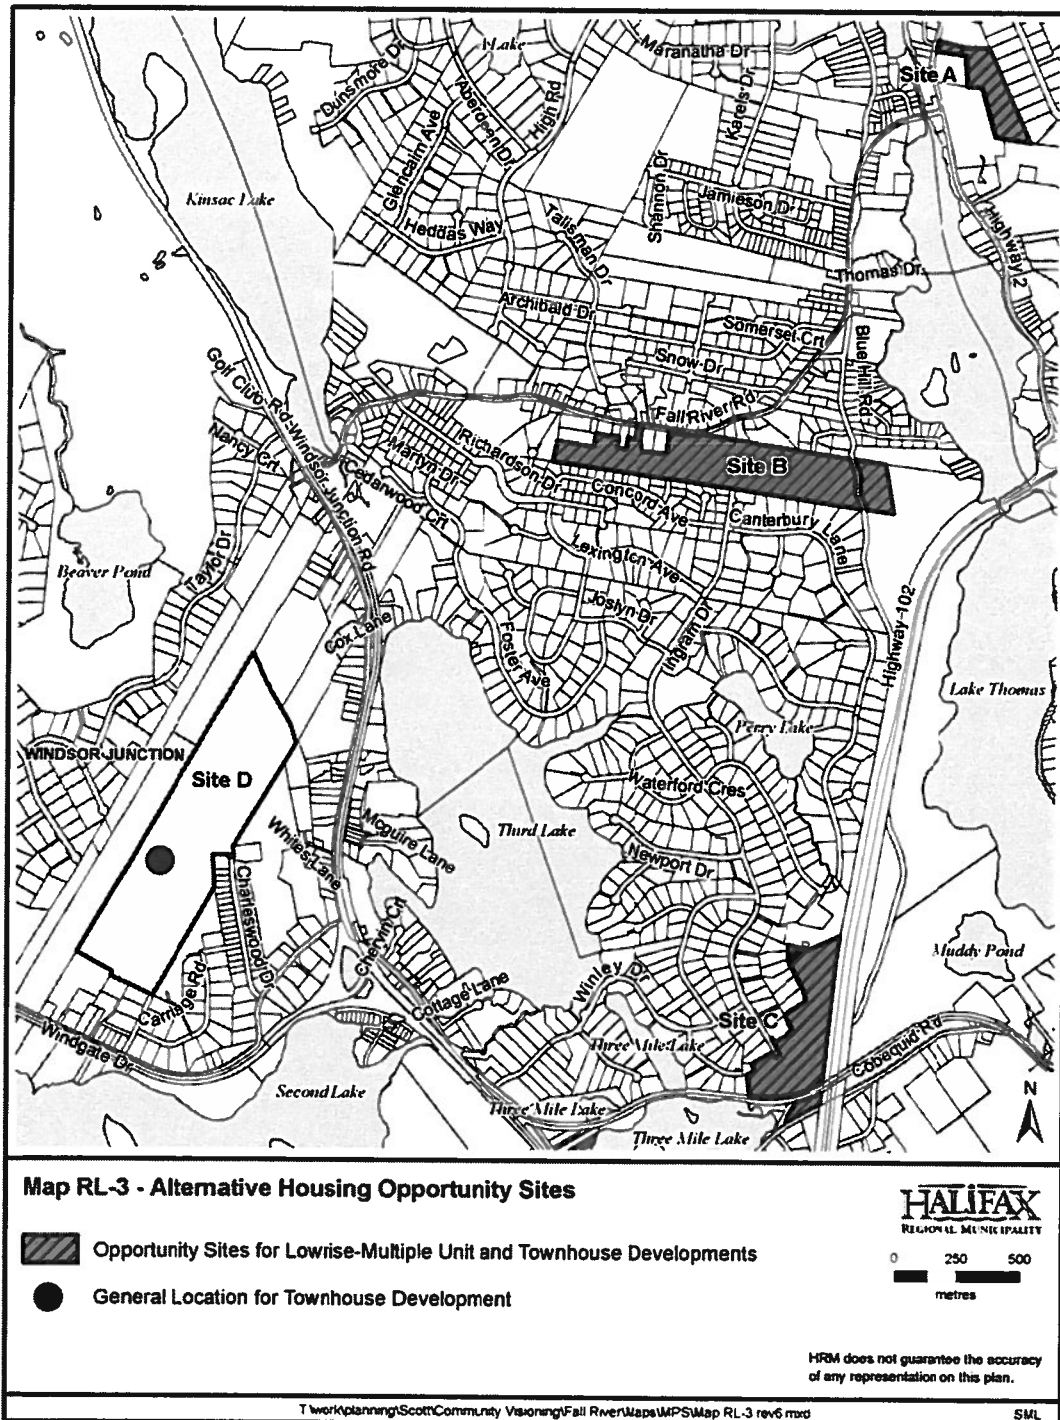 Maranatha Dr
Site A
Dunsmore Dr
Aberdeen Dr
High Rd
Karels Dr
Glencairn Ave
Kinsac Lake
Shannon Dr
Jamieson Dr
Heddas Way
Talisman Dr
Highway 2
Thomas Dr
Archibald Dr
Somerset Crt
Snow Dr
Blue Hill Rd
Golf Club Rd
Fall River Rd
Nancy Crt
Windsor Junction Rd
Richardson Dr
Martyn Dr
Site B
Cedarwood Crt
Concord Ave
Canterbury Lane
Lexington Ave
Beaver Pond
Taylor Dr
Joslyn Dr
Ingram Dr
Highway 102
Cox Lane
Foster Ave
Lake Thomas
Perry Lake
WINDSOR JUNCTION
Site D
Waterford Cres
Mcguire Lane
Third Lake
Whites Lane
Newport Dr
Charleswood Dr
Chervin Crt
Muddy Pond
Winley Dr
Carriage Rd
Cottage Lane
Site C
Windgate Dr
Three Mile Lake
Cobequid Rd
Second Lake
Three Mile Lake
Three Mile Lake
N
Map RL-3 - Alternative Housing Opportunity Sites
HALIFAX
REGIONAL MUNICIPALITY
Opportunity Sites for Lowrise-Multiple Unit and Townhouse Developments
0 250 500
metres
General Location for Townhouse Development
HRM does not guarantee the accuracy
of any representation on this plan.
T:\work\planning\Scott\Community Visioning\Fall River\Maps\MPS\Map RL-3 rev6 mxd
SML